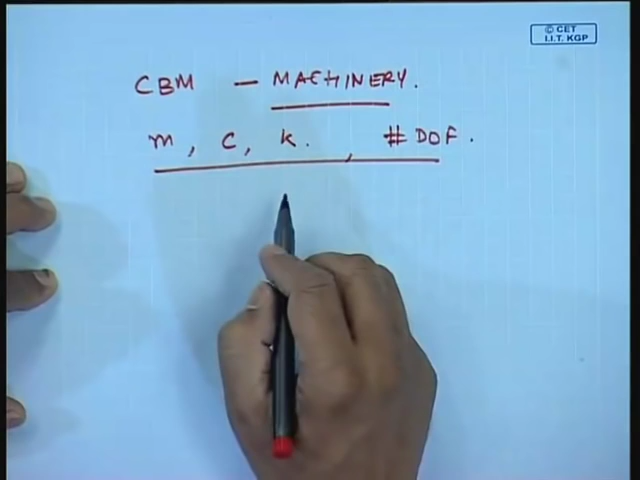 © CET
I.I.T. KGP
CBM — MACHINERY.
m, c, k. , # DOF.